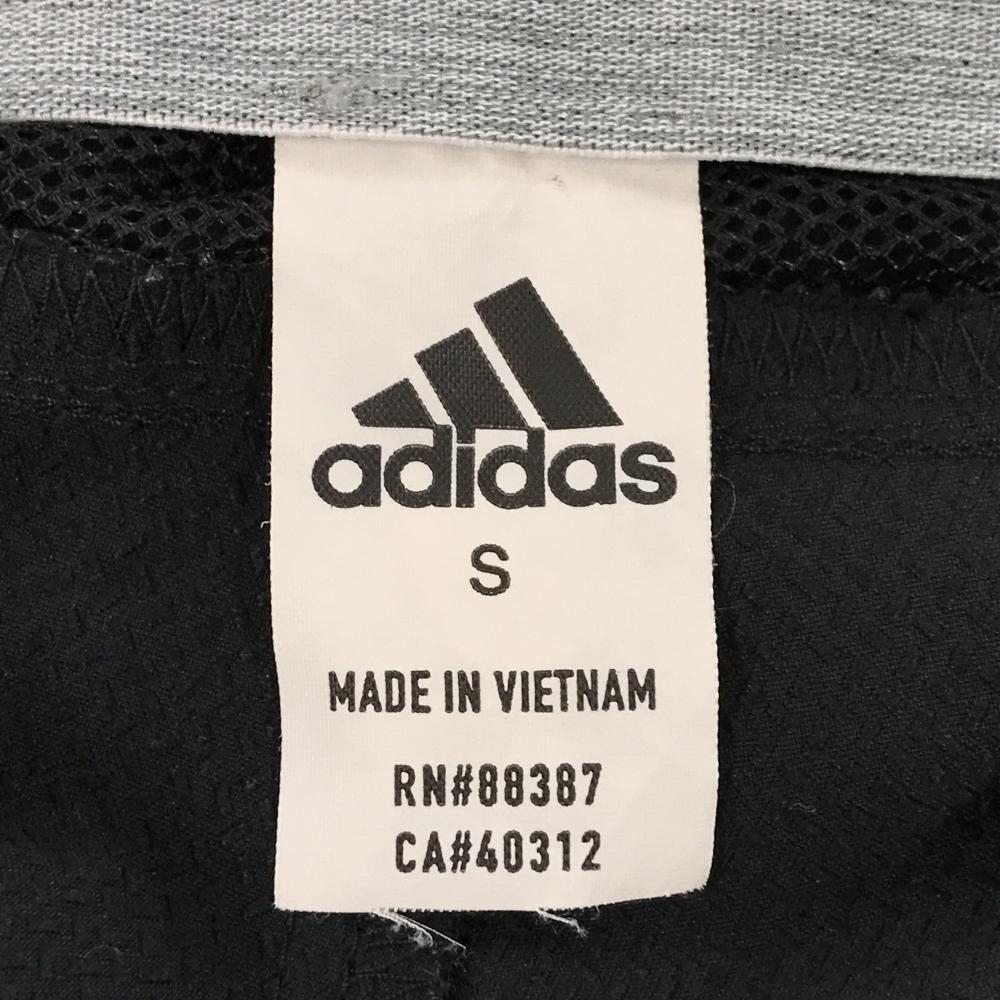 adidas
S
MADE IN VIETNAM
RN#88387
CA#40312